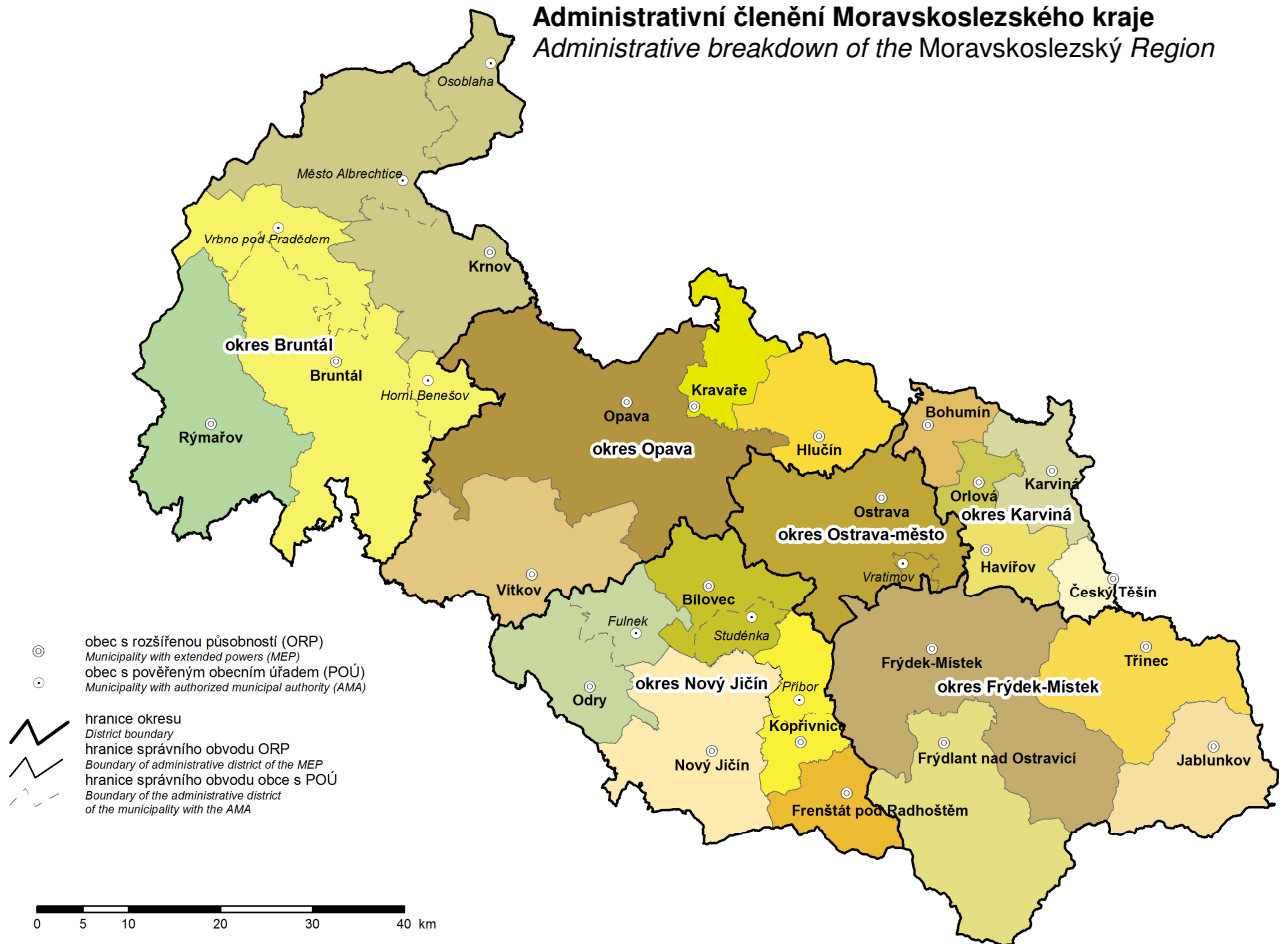 Administrativní členění Moravskoslezského kraje
Administrative breakdown of the Moravskoslezský Region
Osoblaha
Město Albrechtice
Vrbno pod Pradědem
Krnov
okres Bruntál
Bruntál
Horní Benešov
Rýmařov
Kravaře
Opava
okres Opava
Hlučín
Bohumín
Karviná
Orlová
okres Karviná
Ostrava
okres Ostrava-město
Havířov
Vratimov
Český Těšín
Vítkov
Bílovec
Fulnek
Studénka
Odry
okres Nový Jičín
Příbor
Kopřivnice
Nový Jičín
Frenštát pod Radhoštěm
Frýdek-Místek
okres Frýdek-Místek
Třinec
Frýdlant nad Ostravicí
Jablunkov
obec s rozšířenou působností (ORP)
Municipality with extended powers (MEP)
obec s pověřeným obecním úřadem (POÚ)
Municipality with authorized municipal authority (AMA)
hranice okresu
District boundary
hranice správního obvodu ORP
Boundary of administrative district of the MEP
hranice správního obvodu obce s POÚ
Boundary of the administrative district
of the municipality with the AMA
0 5 10 20 30 40 km